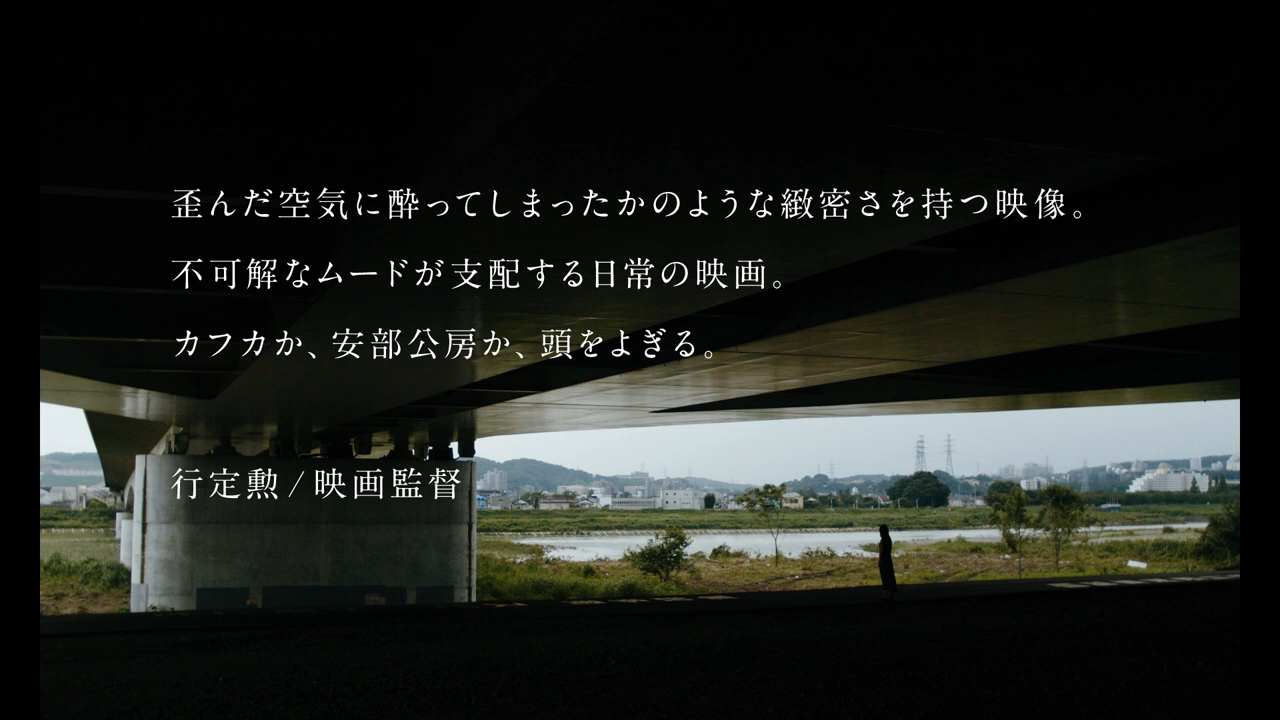 歪んだ空気に酔ってしまったかのような緻密さを持つ映像。
不可解なムードが支配する日常の映画。
カフカか、安部公房か、頭をよぎる。
行定勲/映画監督